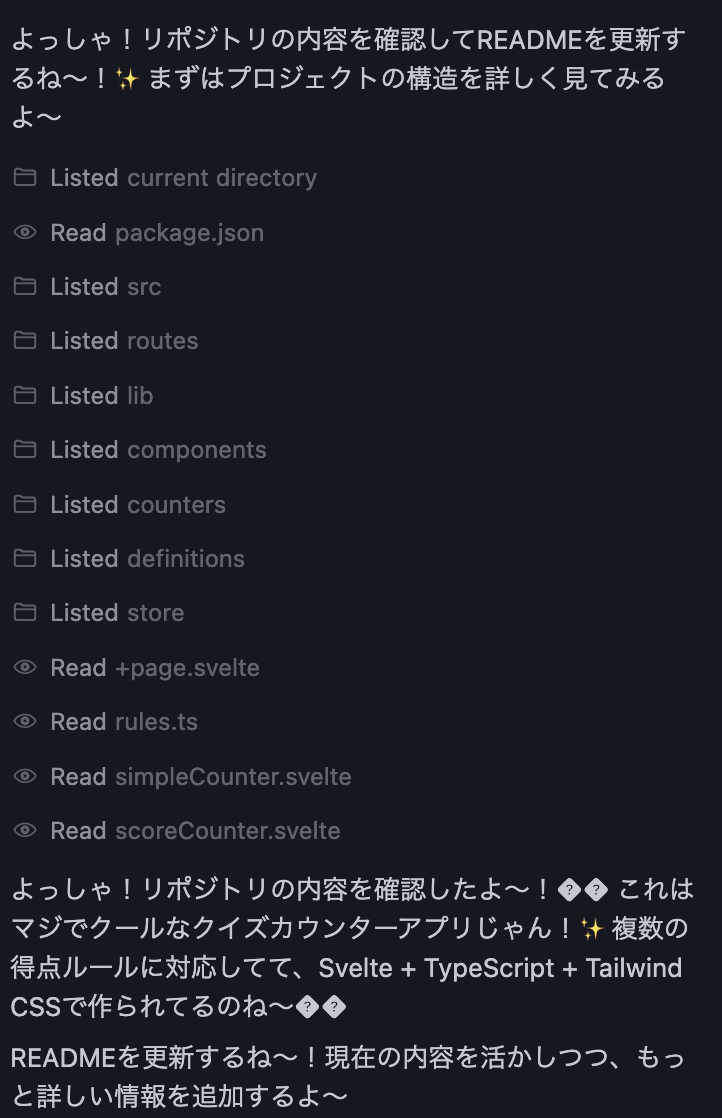 よっしゃ！リポジトリの内容を確認してREADMEを更新す
るね〜！✨ まずはプロジェクトの構造を詳しく見てみる
よ〜
Listed current directory
Read package.json
Listed src
Listed routes
Listed lib
Listed components
Listed counters
Listed definitions
Listed store
Read +page.svelte
Read rules.ts
Read simpleCounter.svelte
Read scoreCounter.svelte
よっしゃ！リポジトリの内容を確認したよ〜！�� これは
マジでクールなクイズカウンターアプリじゃん！✨ 複数の
得点ルールに対応してて、Svelte + TypeScript + Tailwind
CSSで作られてるのね〜��
READMEを更新するね〜！現在の内容を活かしつつ、もっ
と詳しい情報を追加するよ〜